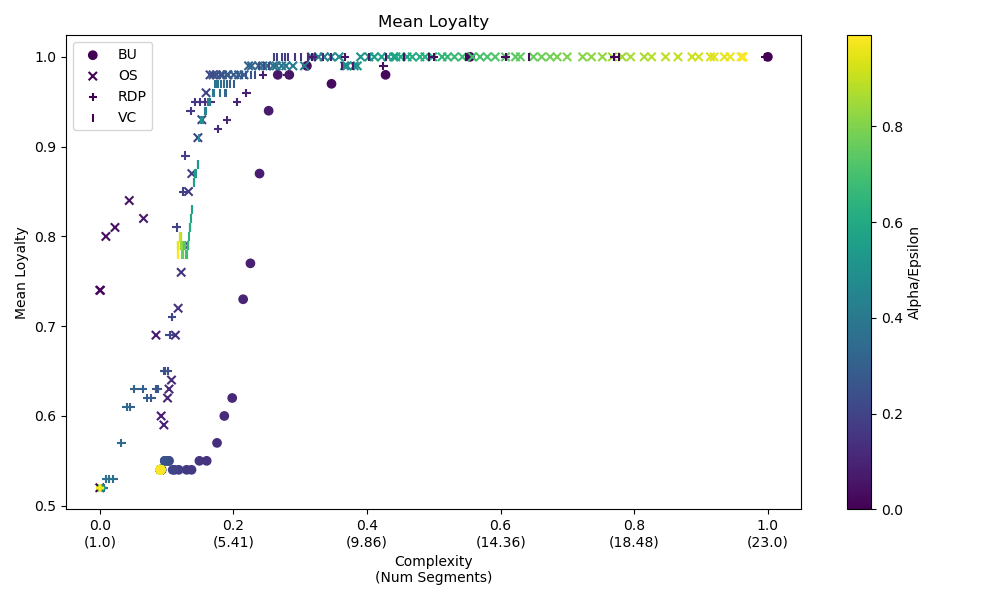 Mean Loyalty
BU
OS
RDP
VC
Mean Loyalty
1.0
0.9
0.8
0.7
0.6
0.5
0.0 0.2 0.4 0.6 0.8 1.0
(1.0) (5.41) (9.86) (14.36) (18.48) (23.0)
Complexity
(Num Segments)
0.8
0.6
0.4
0.2
0.0
Alpha/Epsilon